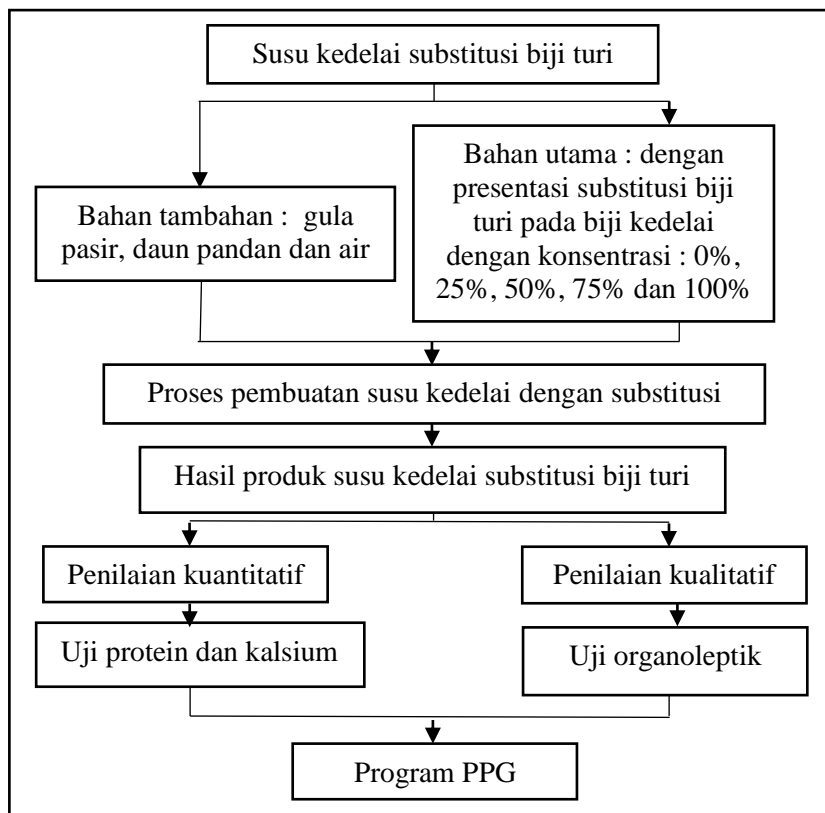 Susu kedelai substitusi biji turi
Bahan tambahan : gula
pasir, daun pandan dan air
Bahan utama : dengan
presentasi substitusi biji
turi pada biji kedelai
dengan konsentrasi : 0%,
25%, 50%, 75% dan 100%
Proses pembuatan susu kedelai dengan substitusi
Hasil produk susu kedelai substitusi biji turi
Penilaian kuantitatif
Penilaian kualitatif
Uji protein dan kalsium
Uji organoleptik
Program PPG